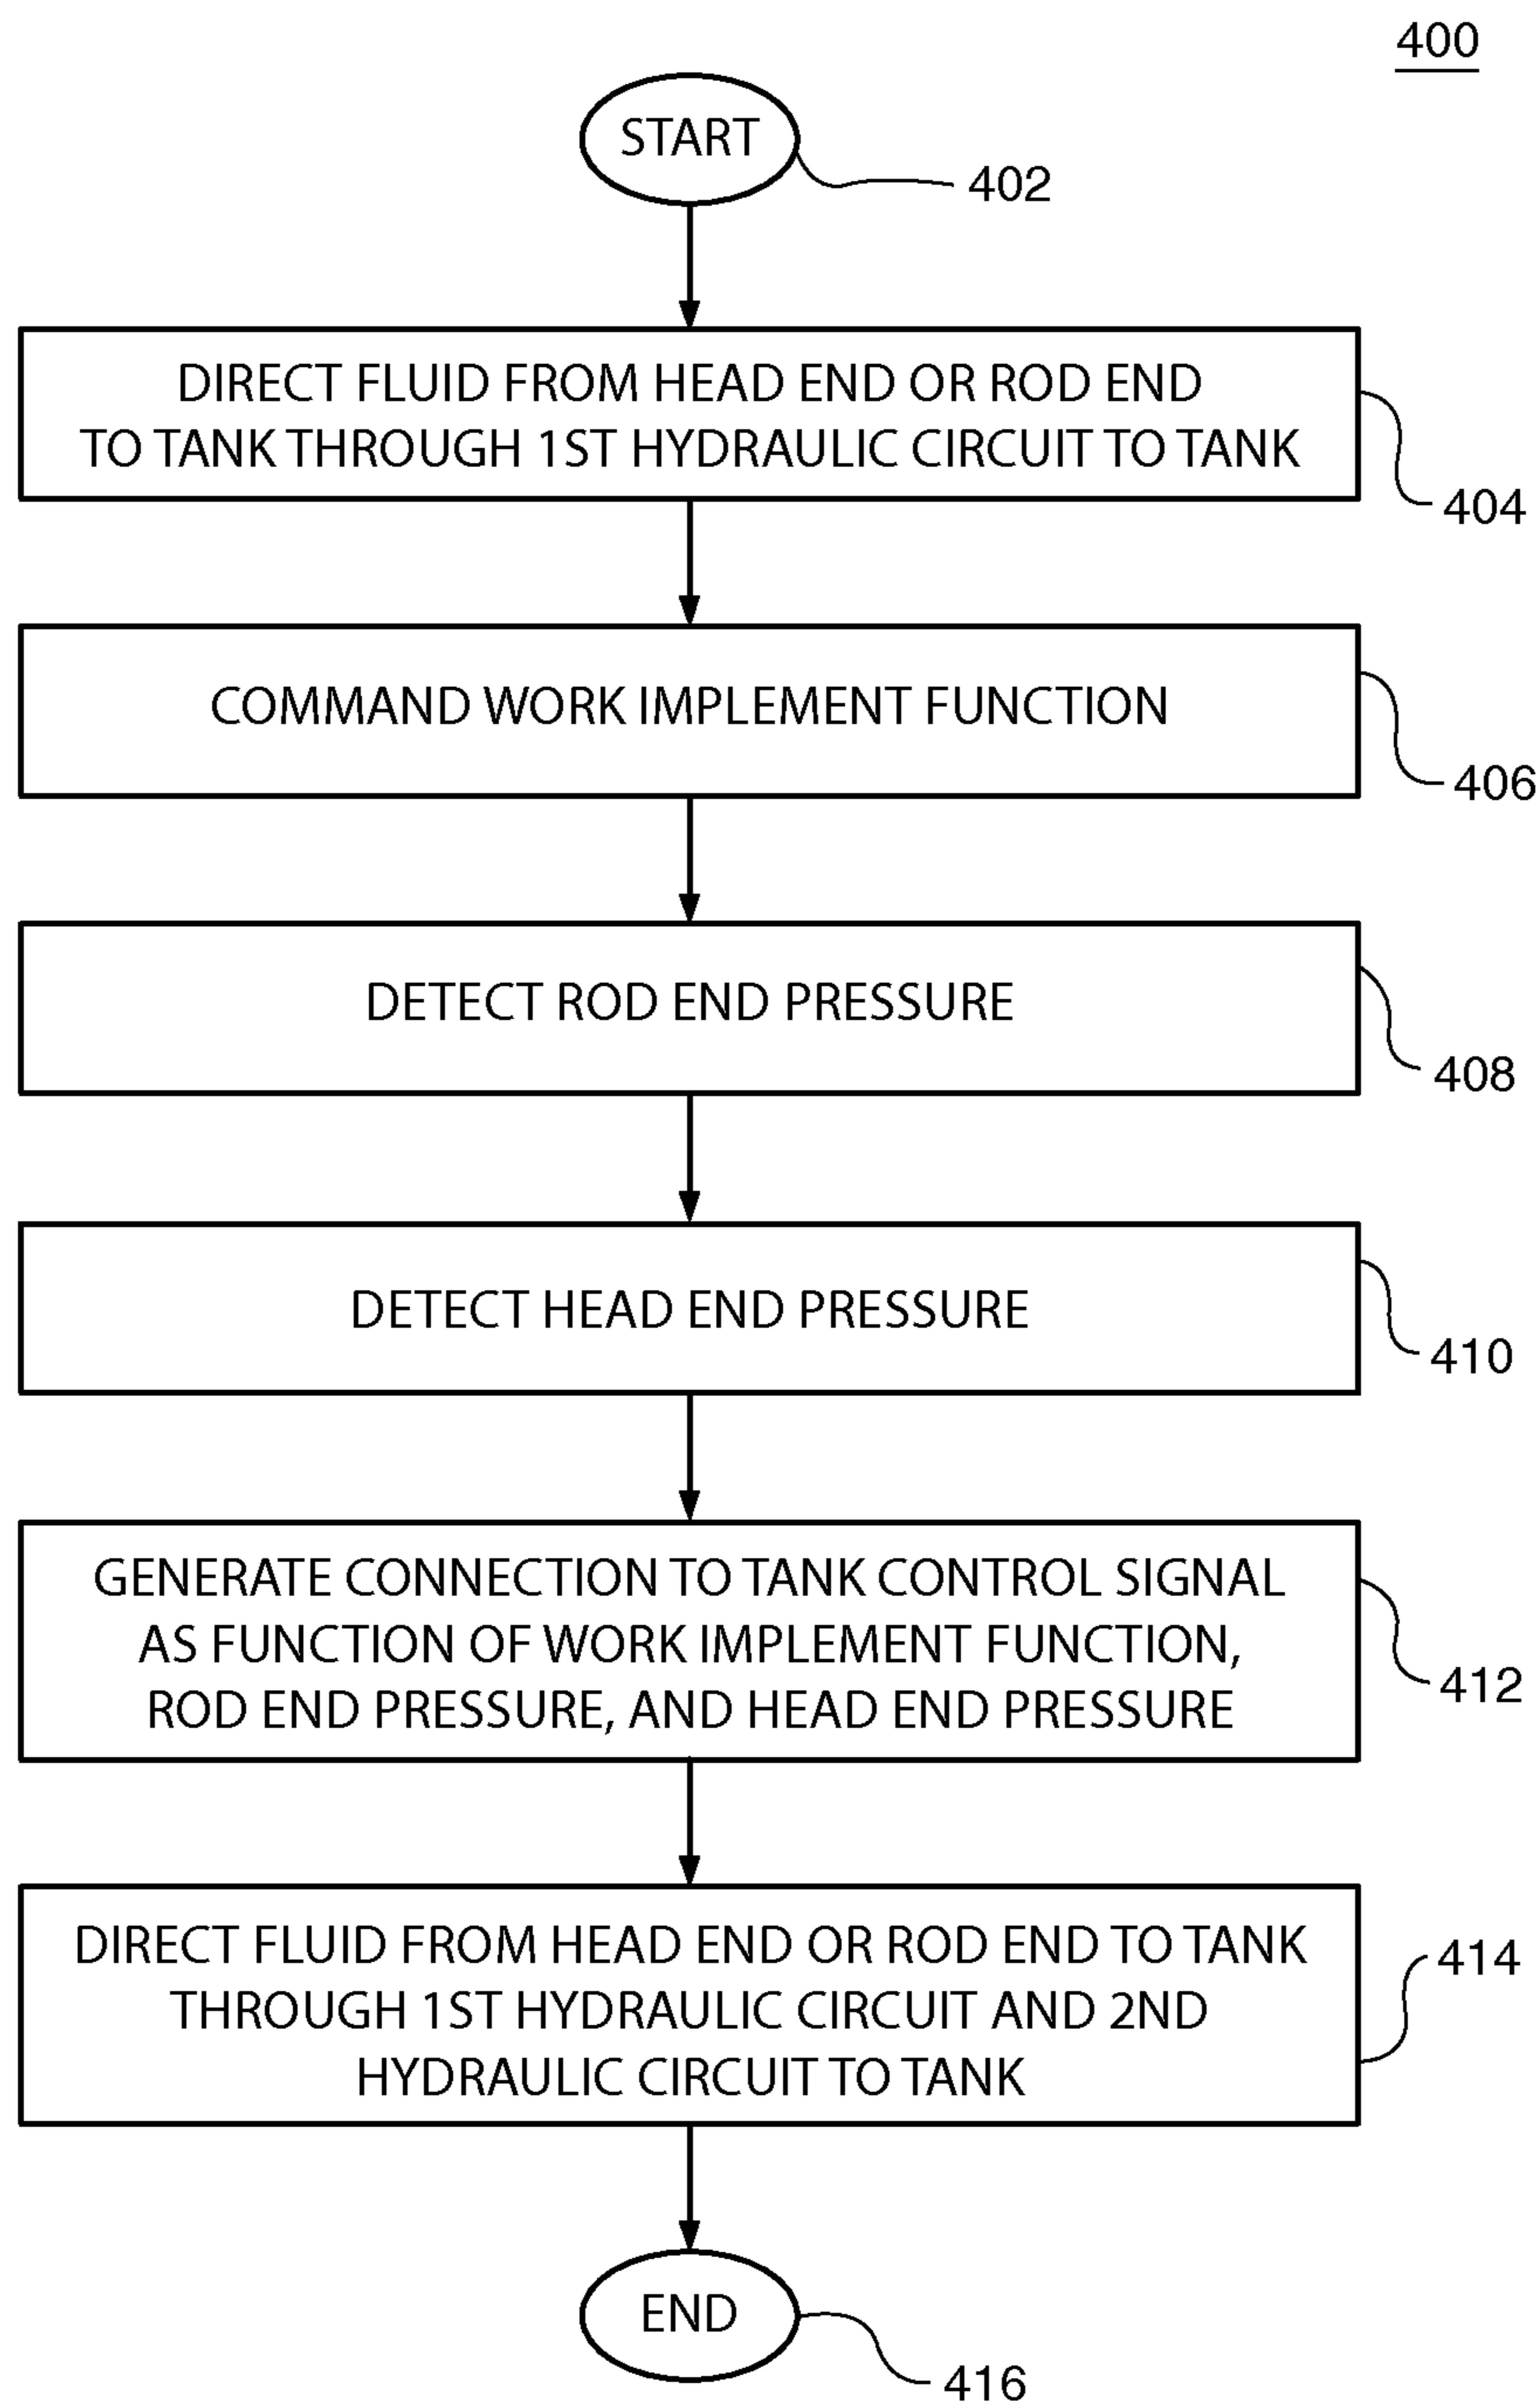 400
START
402
DIRECT FLUID FROM HEAD END OR ROD END
TO TANK THROUGH 1ST HYDRAULIC CIRCUIT TO TANK
404
COMMAND WORK IMPLEMENT FUNCTION
406
DETECT ROD END PRESSURE
408
DETECT HEAD END PRESSURE
410
GENERATE CONNECTION TO TANK CONTROL SIGNAL
AS FUNCTION OF WORK IMPLEMENT FUNCTION,
ROD END PRESSURE, AND HEAD END PRESSURE
412
DIRECT FLUID FROM HEAD END OR ROD END TO TANK
THROUGH 1ST HYDRAULIC CIRCUIT AND 2ND
HYDRAULIC CIRCUIT TO TANK
414
END
416